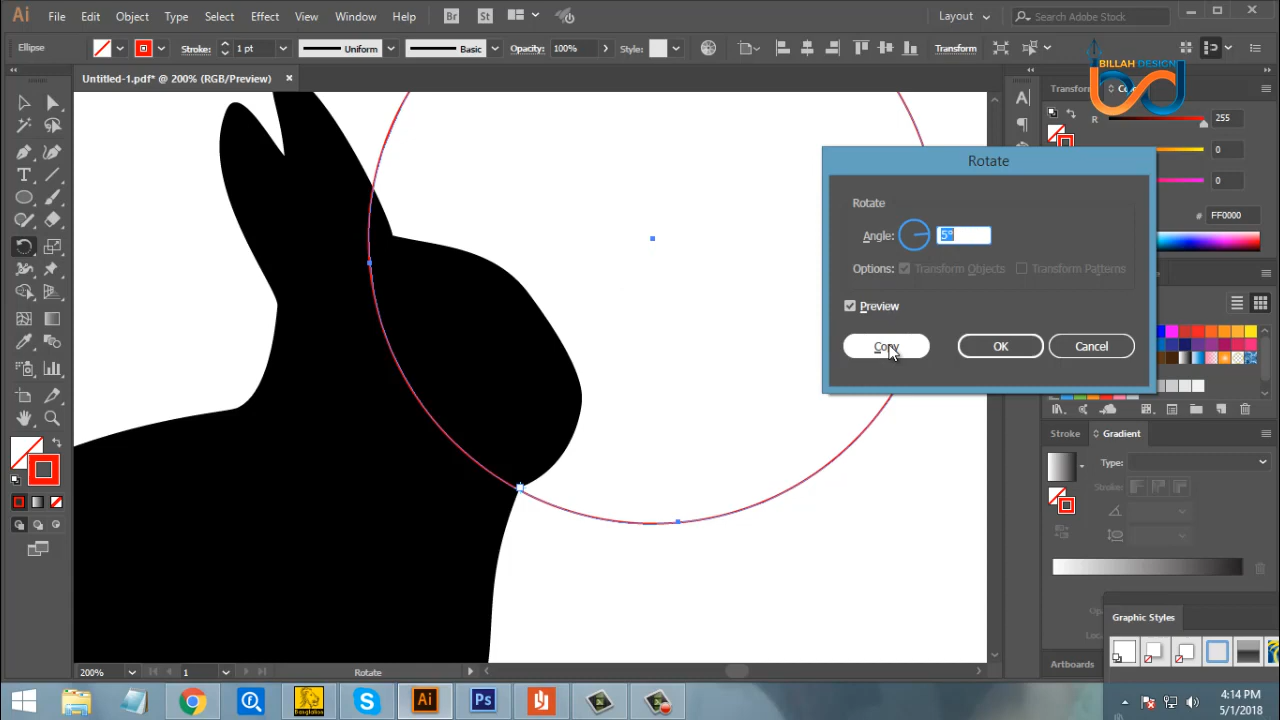 Ai File Edit Object Type Select Effect View Window Help Br St Layout Search Adobe Stock
Ellipse Stroke: 1 pt Uniform Basic Opacity: 100% Style: Transform
BILLAH DESIGN
Untitled-1.pdf* @ 200% (RGB/Preview)
R 255
0
0
# FF0000
Rotate
Rotate
Angle: 5°
Options: Transform Objects Transform Patterns
Preview
Copy OK Cancel
Stroke Gradient
Type:
Stroke:
Graphic Styles
Artboards
200% 1 Rotate
Ai Ps
4:14 PM
5/1/2018